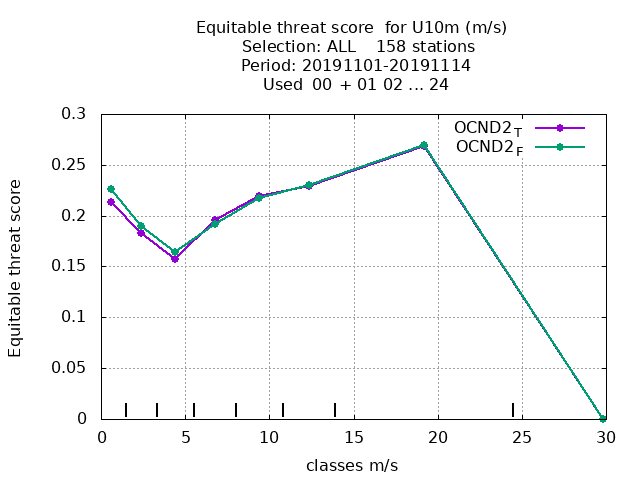 Equitable threat score  for U10m (m/s)
Selection: ALL    158 stations
Period: 20191101-20191114
Used  00 + 01 02 ... 24
OCND2_T
OCND2_F
Equitable threat score
0.3
0.25
0.2
0.15
0.1
0.05
0
0 5 10 15 20 25 30
classes m/s